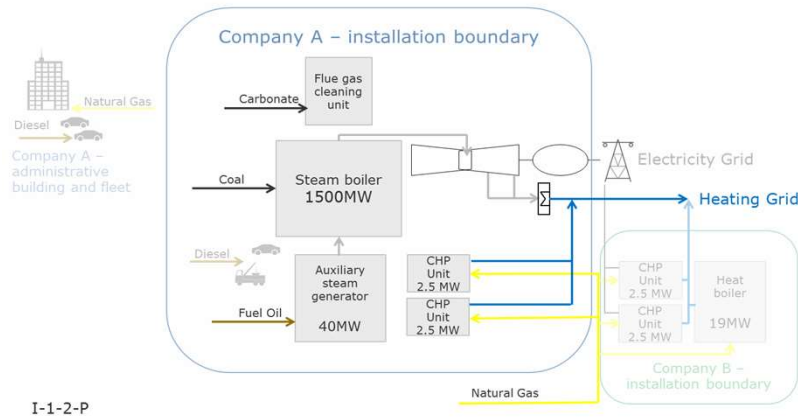 Company A – installation boundary
Flue gas
cleaning
unit
Carbonate
Natural Gas
Diesel
Company A –
administrative
building and fleet
Coal
Steam boiler
1500MW
Electricity Grid
Heating Grid
Diesel
Auxiliary
steam
generator
40MW
Fuel Oil
CHP
Unit
2.5 MW
CHP
Unit
2.5 MW
CHP
Unit
2.5 MW
CHP
Unit
2.5 MW
Heat
boiler
19MW
Company B –
installation boundary
Natural Gas
I-1-2-P